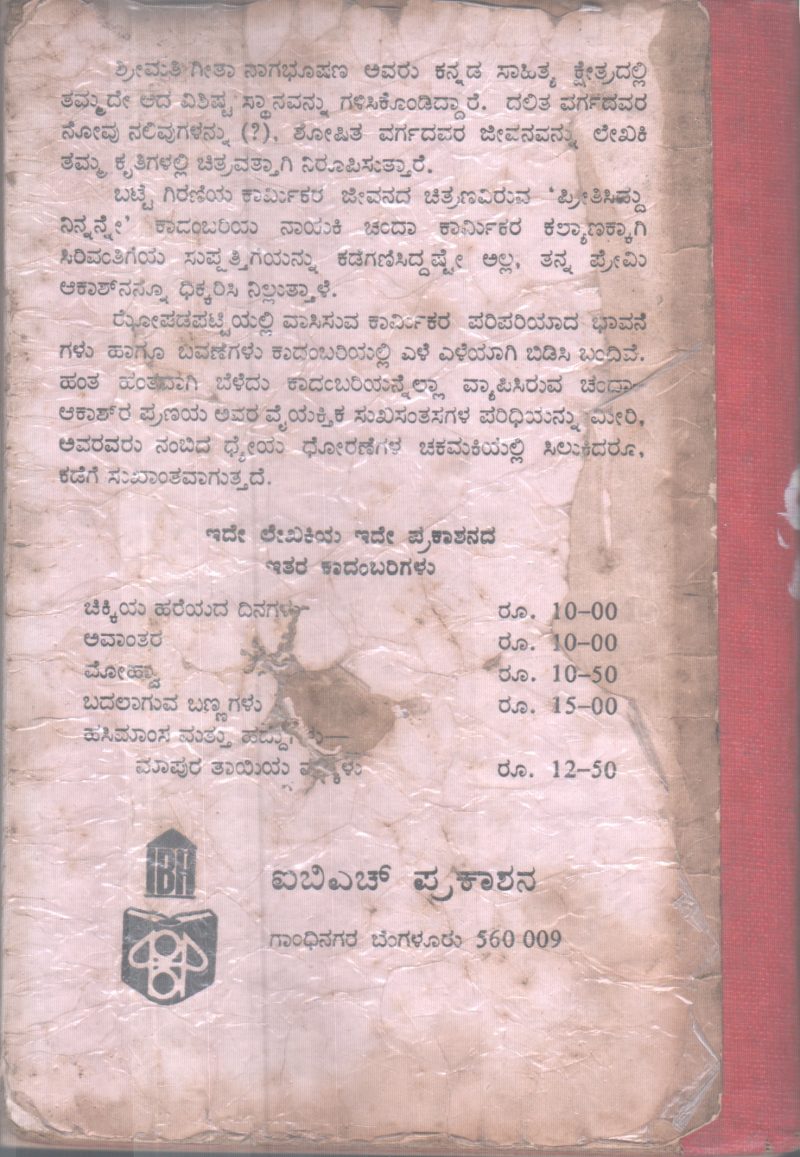 ಶ್ರೀಮತಿ ಗೀತಾ ನಾಗಭೂಷಣ ಅವರು ಕನ್ನಡ ಸಾಹಿತ್ಯ ಕ್ಷೇತ್ರದಲ್ಲಿ
ತಮ್ಮದೇ ಆದ ವಿಶಿಷ್ಟ ಸ್ಥಾನವನ್ನು ಗಳಿಸಿಕೊಂಡಿದ್ದಾರೆ. ದಲಿತ ವರ್ಗದವರ
ನೋವು ನಲಿವುಗಳನ್ನು (?), ಶೋಷಿತ ವರ್ಗದವರ ಜೀವನವನ್ನು ಲೇಖಕಿ
ತಮ್ಮ ಕೃತಿಗಳಲ್ಲಿ ಚಿತ್ರವತ್ತಾಗಿ ನಿರೂಪಿಸುತ್ತಾರೆ.
ಬಟ್ಟೆ ಗಿರಣಿಯ ಕಾರ್ಮಿಕರ ಜೀವನದ ಚಿತ್ರಣವಿರುವ ‘ಪ್ರೀತಿಸಿದ್ದು
ನಿನ್ನನ್ನೇ’ ಕಾದಂಬರಿಯ ನಾಯಕಿ ಚಂದಾ ಕಾರ್ಮಿಕರ ಕಲ್ಯಾಣಕ್ಕಾಗಿ
ಸಿರಿವಂತಿಗೆಯ ಸುಪ್ಪತ್ತಿಗೆಯನ್ನು ಕಡೆಗಣಿಸಿದ್ದಷ್ಟೇ ಅಲ್ಲ, ತನ್ನ ಪ್ರೇಮಿ
ಆಕಾಶ್‌ನನ್ನೂ ಧಿಕ್ಕರಿಸಿ ನಿಲ್ಲುತ್ತಾಳೆ.
ಝೋಪಡಪಟ್ಟಿಯಲ್ಲಿ ವಾಸಿಸುವ ಕಾರ್ಮಿಕರ ಪರಿಪರಿಯಾದ ಭಾವನೆ
ಗಳು ಹಾಗೂ ಬವಣೆಗಳು ಕಾದಂಬರಿಯಲ್ಲಿ ಎಳೆ ಎಳೆಯಾಗಿ ಬಿಡಿಸಿ ಬಂದಿವೆ.
ಹಂತ ಹಂತವಾಗಿ ಬೆಳೆದು ಕಾದಂಬರಿಯನ್ನೆಲ್ಲಾ ವ್ಯಾಪಿಸಿರುವ ಚಂದಾ–
ಆಕಾಶ್‌ರ ಪ್ರಣಯ ಅವರ ವೈಯಕ್ತಿಕ ಸುಖಸಂತಸಗಳ ಪರಿಧಿಯನ್ನು ಮೀರಿ,
ಅವರವರು ನಂಬಿದ ಧ್ಯೇಯ ಧೋರಣೆಗಳ ಚಕಮಕಿಯಲ್ಲಿ ಸಿಲುಕಿದರೂ,
ಕಡೆಗೆ ಸುಖಾಂತವಾಗುತ್ತದೆ.
ಇದೇ ಲೇಖಕಿಯ ಇದೇ ಪ್ರಕಾಶನದ
ಇತರ ಕಾದಂಬರಿಗಳು
ಚಿಕ್ಕಿಯ ಹರೆಯದ ದಿನಗಳು ರೂ. 10–00
ಅವಾಂತರ ರೂ. 10–00
ರೂ. 10–50
ಬದಲಾಗುವ ಬಣ್ಣಗಳು ರೂ. 15–00
ಹಸಿಮಾಂಸ ಮತ್ತು ಹದ್ದುಗಳು—
ಮಾಪುರ ತಾಯಿಯ ಮಕ್ಕಳು ರೂ. 12–50
IBH
ಐಬಿಎಚ್ ಪ್ರಕಾಶನ
ಗಾಂಧಿನಗರ ಬೆಂಗಳೂರು 560 009